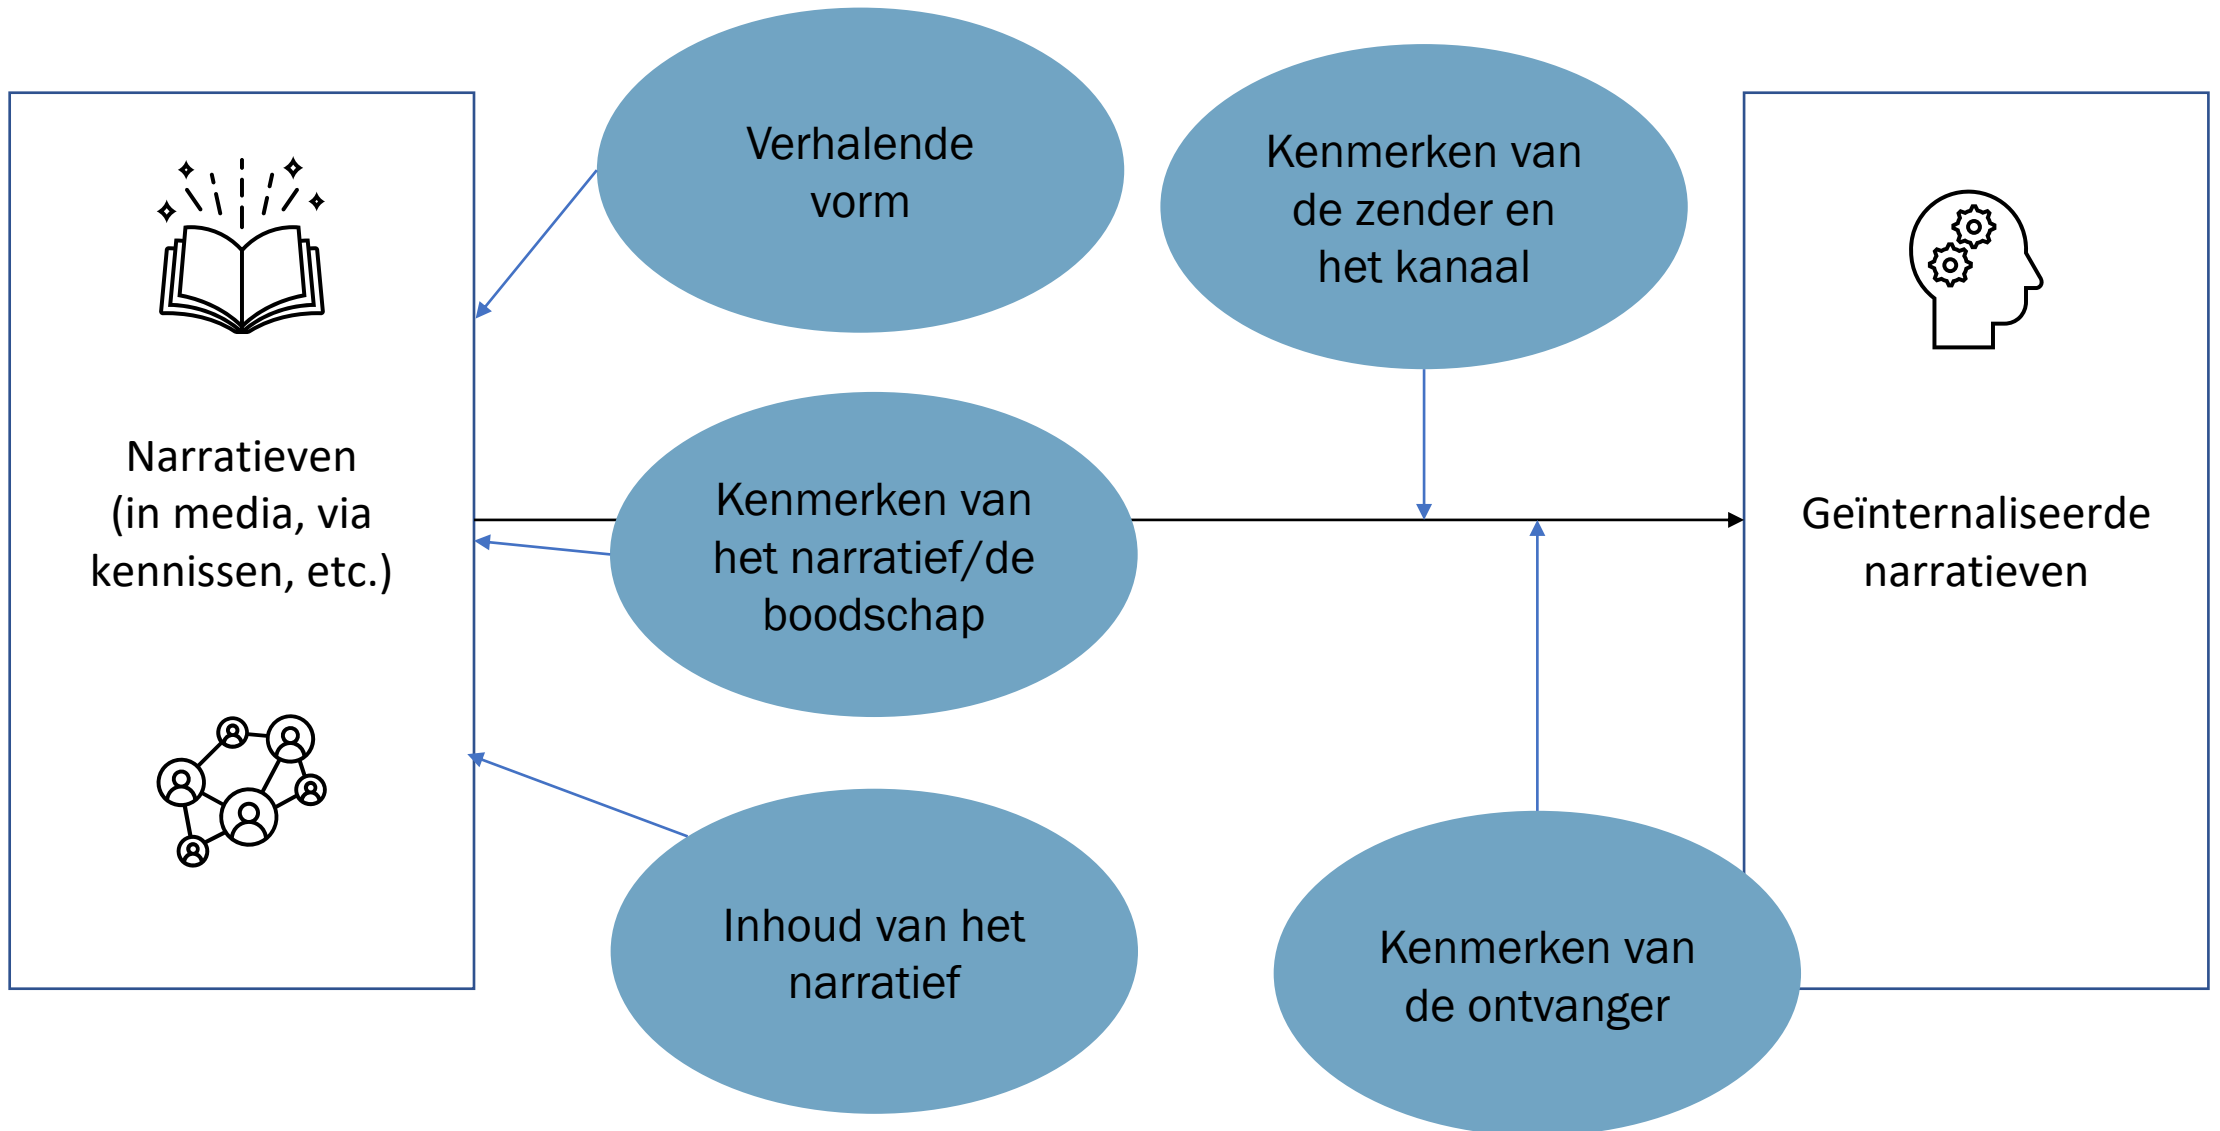 Narratieven
(in media, via
kennissen, etc.)
Verhalende
vorm
Kenmerken van
het narratief/de
boodschap
Inhoud van het
narratief
Kenmerken van
de zender en
het kanaal
Kenmerken van
de ontvanger
Geïnternaliseerde
narratieven